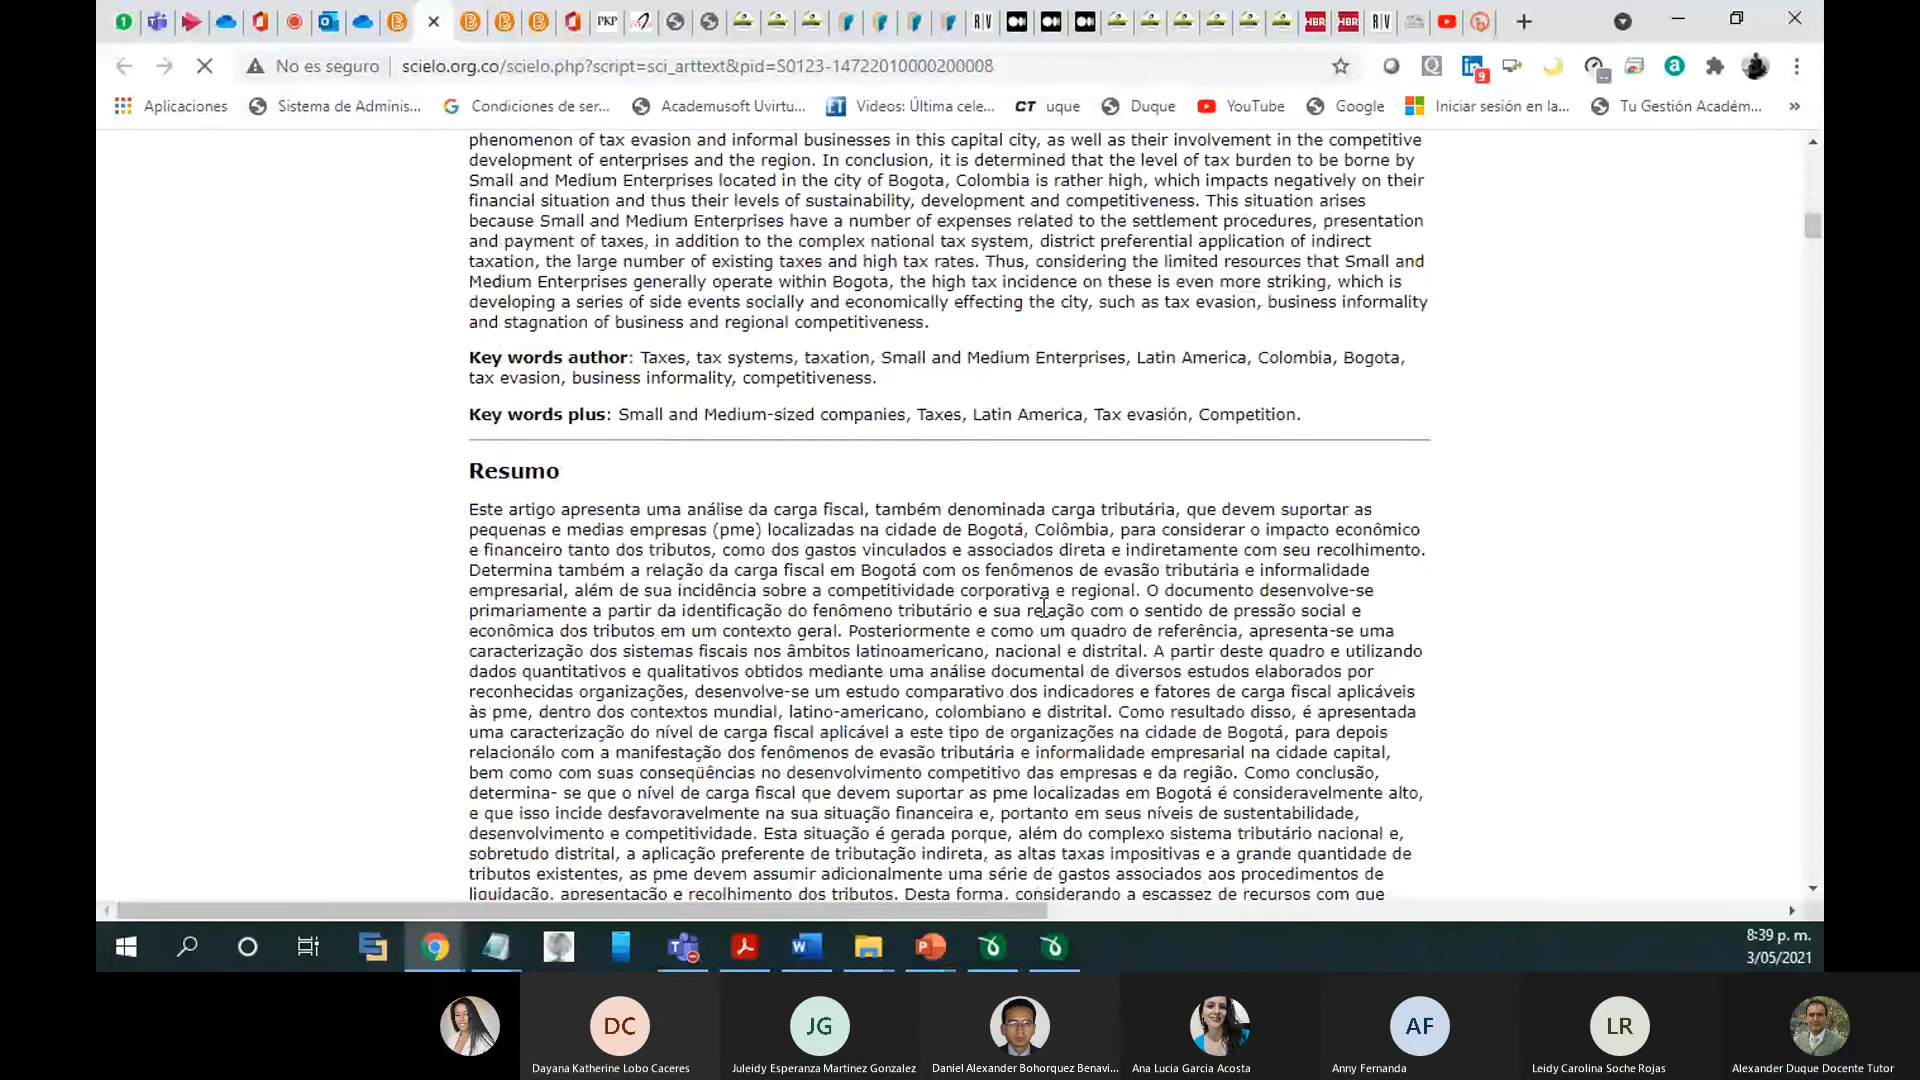 PKP
R|V
HBR
HBR
R|V
No es seguro
scielo.org.co/scielo.php?script=sci_arttext&pid=S0123-14722010000200008
9
Aplicaciones
Sistema de Adminis...
Condiciones de ser...
Academusoft Uvirtu...
Videos: Última cele...
CT uque
Duque
YouTube
Google
Iniciar sesión en la...
Tu Gestión Académ...
»
phenomenon of tax evasion and informal businesses in this capital city, as well as their involvement in the competitive
development of enterprises and the region. In conclusion, it is determined that the level of tax burden to be borne by
Small and Medium Enterprises located in the city of Bogota, Colombia is rather high, which impacts negatively on their
financial situation and thus their levels of sustainability, development and competitiveness. This situation arises
because Small and Medium Enterprises have a number of expenses related to the settlement procedures, presentation
and payment of taxes, in addition to the complex national tax system, district preferential application of indirect
taxation, the large number of existing taxes and high tax rates. Thus, considering the limited resources that Small and
Medium Enterprises generally operate within Bogota, the high tax incidence on these is even more striking, which is
developing a series of side events socially and economically effecting the city, such as tax evasion, business informality
and stagnation of business and regional competitiveness.
Key words author: Taxes, tax systems, taxation, Small and Medium Enterprises, Latin America, Colombia, Bogota,
tax evasion, business informality, competitiveness.
Key words plus: Small and Medium-sized companies, Taxes, Latin America, Tax evasión, Competition.
Resumo
Este artigo apresenta uma análise da carga fiscal, também denominada carga tributária, que devem suportar as
pequenas e medias empresas (pme) localizadas na cidade de Bogotá, Colômbia, para considerar o impacto econômico
e financeiro tanto dos tributos, como dos gastos vinculados e associados direta e indiretamente com seu recolhimento.
Determina também a relação da carga fiscal em Bogotá com os fenômenos de evasão tributária e informalidade
empresarial, além de sua incidência sobre a competitividade corporativa e regional. O documento desenvolve-se
primariamente a partir da identificação do fenômeno tributário e sua relação com o sentido de pressão social e
econômica dos tributos em um contexto geral. Posteriormente e como um quadro de referência, apresenta-se uma
caracterização dos sistemas fiscais nos âmbitos latinoamericano, nacional e distrital. A partir deste quadro e utilizando
dados quantitativos e qualitativos obtidos mediante uma análise documental de diversos estudos elaborados por
reconhecidas organizações, desenvolve-se um estudo comparativo dos indicadores e fatores de carga fiscal aplicáveis
às pme, dentro dos contextos mundial, latino-americano, colombiano e distrital. Como resultado disso, é apresentada
uma caracterização do nível de carga fiscal aplicável a este tipo de organizações na cidade de Bogotá, para depois
relacionálo com a manifestação dos fenômenos de evasão tributária e informalidade empresarial na cidade capital,
bem como com suas conseqüências no desenvolvimento competitivo das empresas e da região. Como conclusão,
determina- se que o nível de carga fiscal que devem suportar as pme localizadas em Bogotá é consideravelmente alto,
e que isso incide desfavoravelmente na sua situação financeira e, portanto em seus níveis de sustentabilidade,
desenvolvimento e competitividade. Esta situação é gerada porque, além do complexo sistema tributário nacional e,
sobretudo distrital, a aplicação preferente de tributação indireta, as altas taxas impositivas e a grande quantidade de
tributos existentes, as pme devem assumir adicionalmente uma série de gastos associados aos procedimentos de
liquidação, apresentação e recolhimento dos tributos. Desta forma, considerando a escassez de recursos com que
8:39 p. m.
3/05/2021
DC
JG
AF
LR
Dayana Katherine Lobo Caceres
Juleidy Esperanza Martinez Gonzalez
Daniel Alexander Bohorquez Benavi...
Ana Lucia Garcia Acosta
Anny Fernanda
Leidy Carolina Soche Rojas
Alexander Duque Docente Tutor